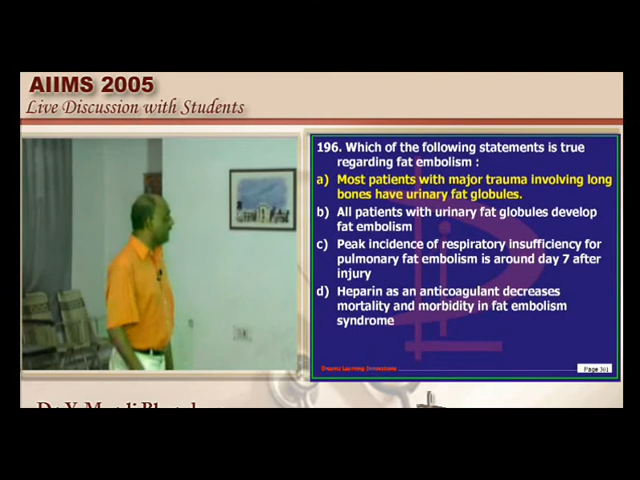 AIIMS 2005
Live Discussion with Students
196. Which of the following statements is true
regarding fat embolism :
a) Most patients with major trauma involving long
bones have urinary fat globules.
b) All patients with urinary fat globules develop
fat embolism
c) Peak incidence of respiratory insufficiency for
pulmonary fat embolism is around day 7 after
injury
d) Heparin as an anticoagulant decreases
mortality and morbidity in fat embolism
syndrome
Learning Innovations
Page 301